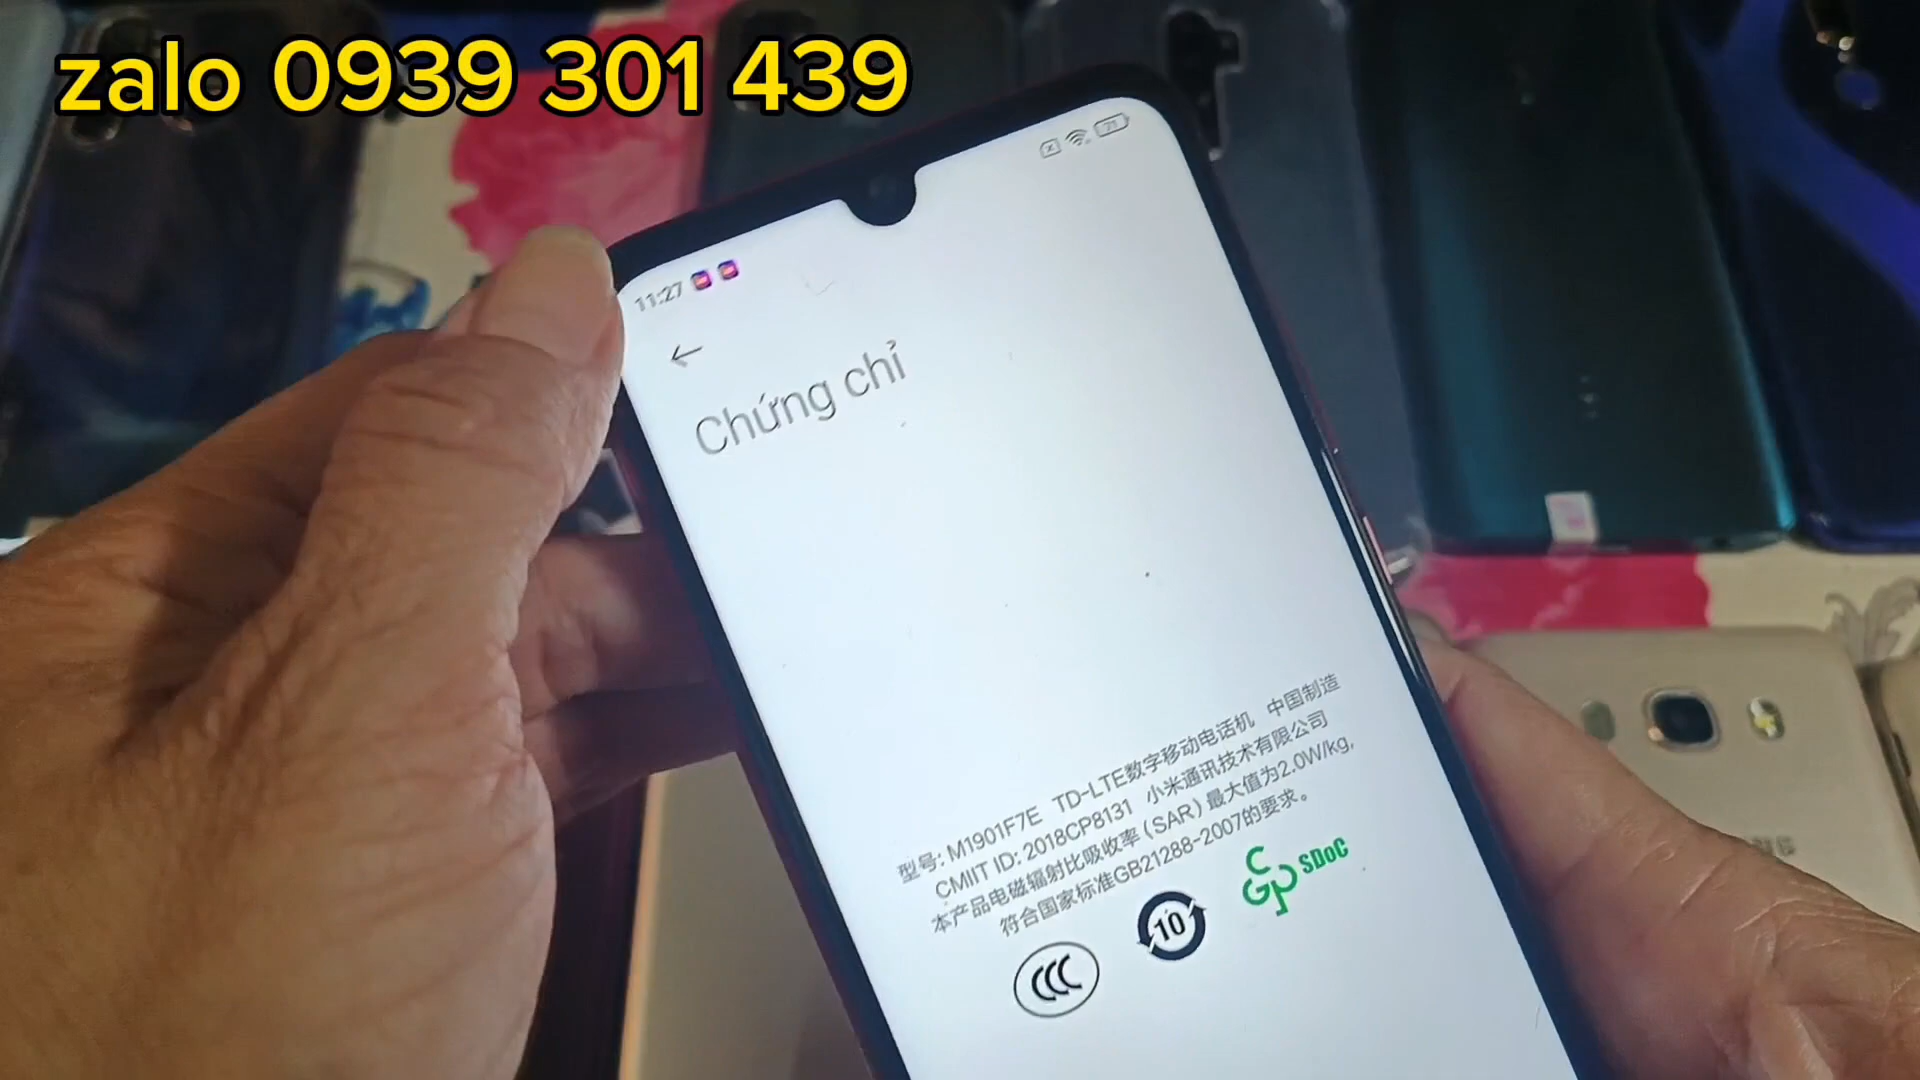 zalo 0939 301 439
11:27
71
Chứng chỉ
型号: M1901F7E TD-LTE数字移动电话机 中国制造
CMIIT ID: 2018CP8131 小米通讯技术有限公司
本产品电磁辐射比吸收率 (SAR) 最大值为2.0W/kg,
符合国家标准GB21288-2007的要求。
CCC
10
CGP SDoC